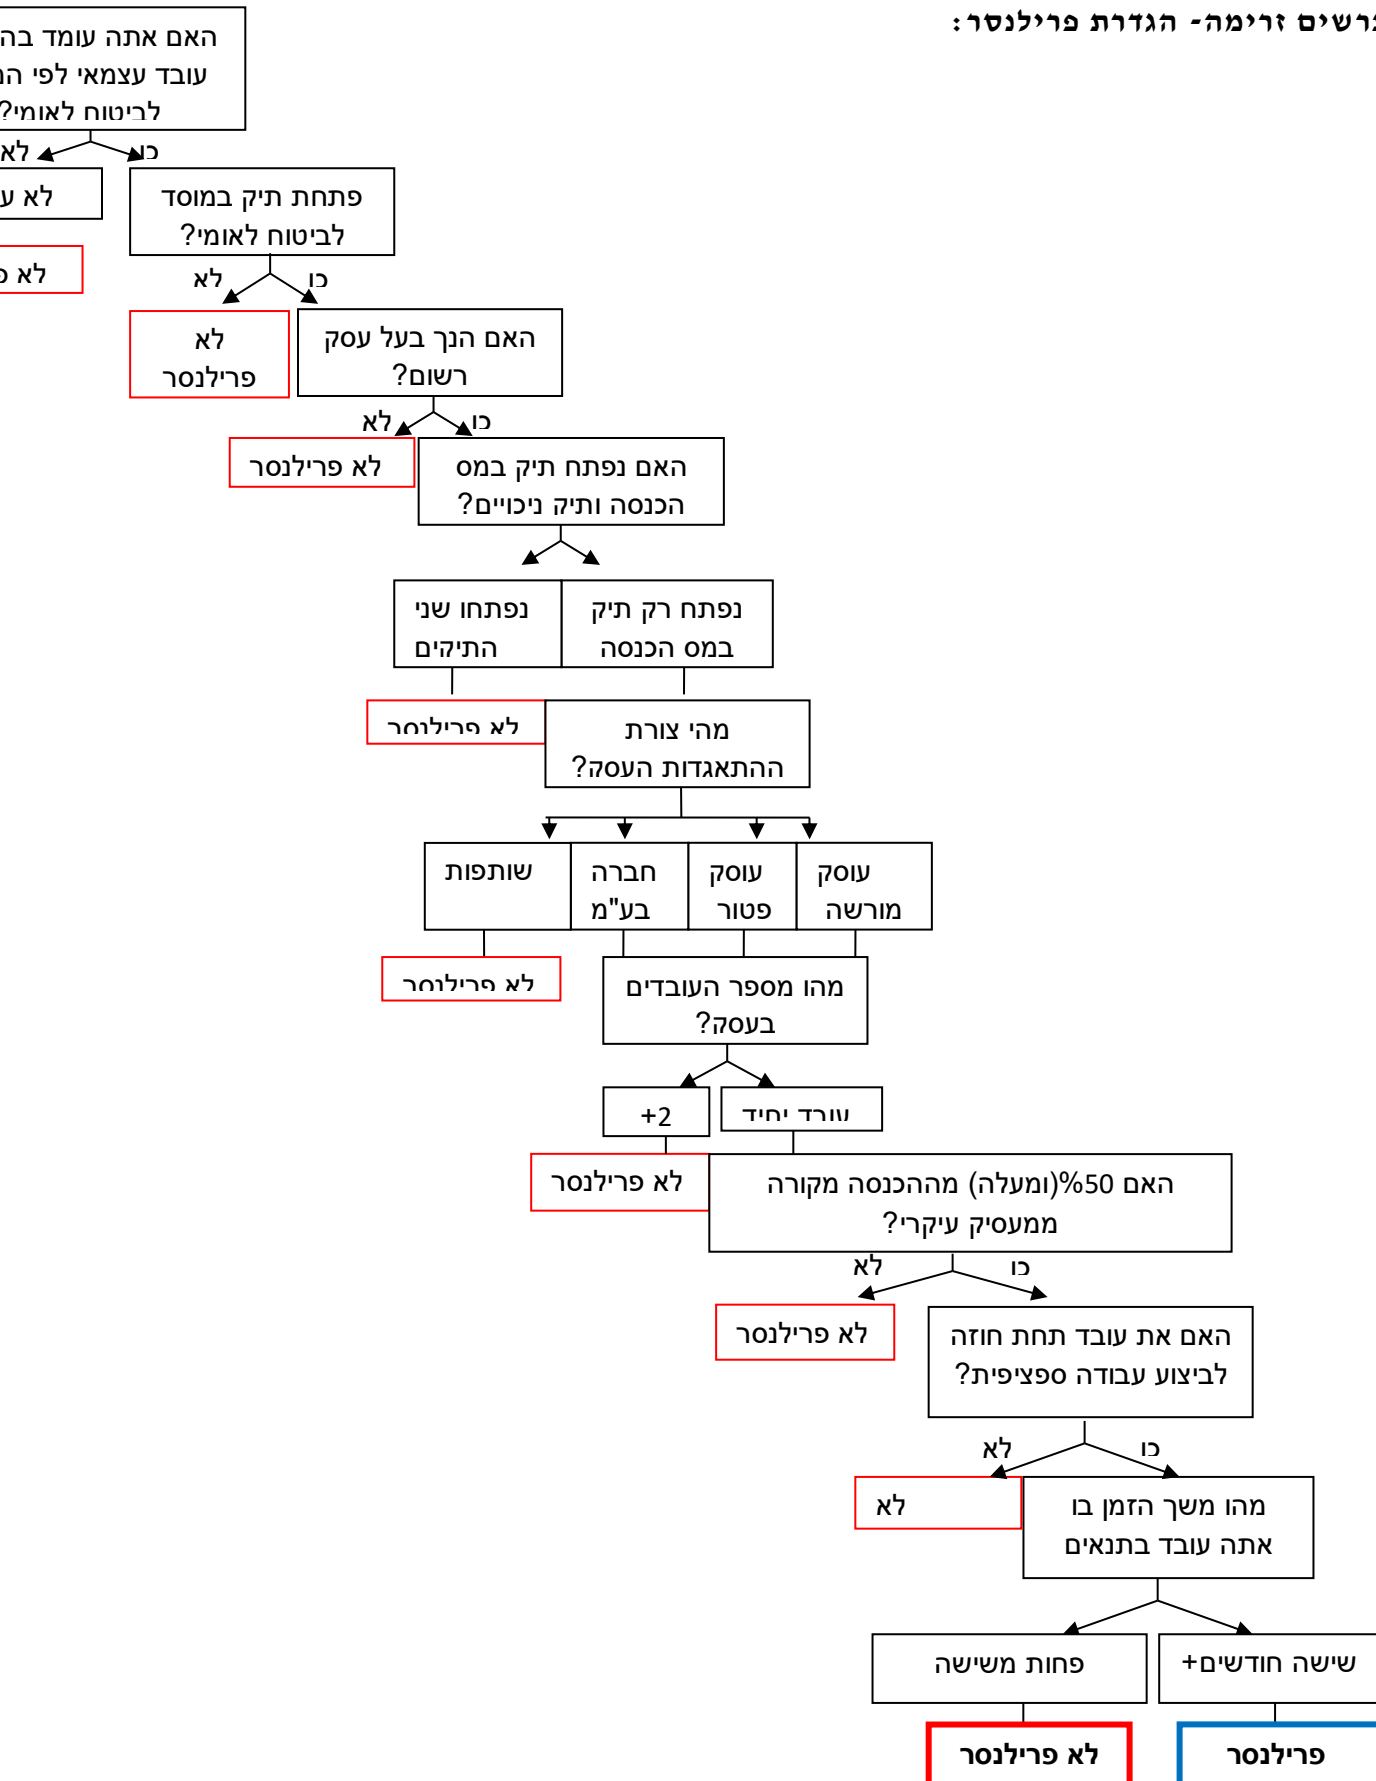 זרימה- הגדרת פרילנסר:
האם אתה עומד
עובד עצמאי לפי
לביטוח לאומי?
כן
לא
לא
פתחת תיק במוסד
לביטוח לאומי?
לא
כן
לא
לא
פרילנסר
האם הנך בעל עסק
רשום?
כן
לא
לא פרילנסר
האם נפתח תיק במס
הכנסה ותיק ניכויים?
נפתח רק תיק
במס הכנסה
נפתחו שני
התיקים
לא פרילנסר
מהי צורת
ההתאגדות העסק?
עוסק
מורשה
עוסק
פטור
חברה
בע"מ
שותפות
לא פרילנסר
מהו מספר העובדים
בעסק?
עובד יחיד
2+
לא פרילנסר
האם 50%(ומעלה) מההכנסה מקורה
ממעסיק עיקרי?
כן
לא
לא פרילנסר
האם את עובד תחת חוזה
לביצוע עבודה ספציפית?
כן
לא
לא
מהו משך הזמן בו
אתה עובד בתנאים
שישה חודשים+
פחות משישה
פרילנסר
לא פרילנסר